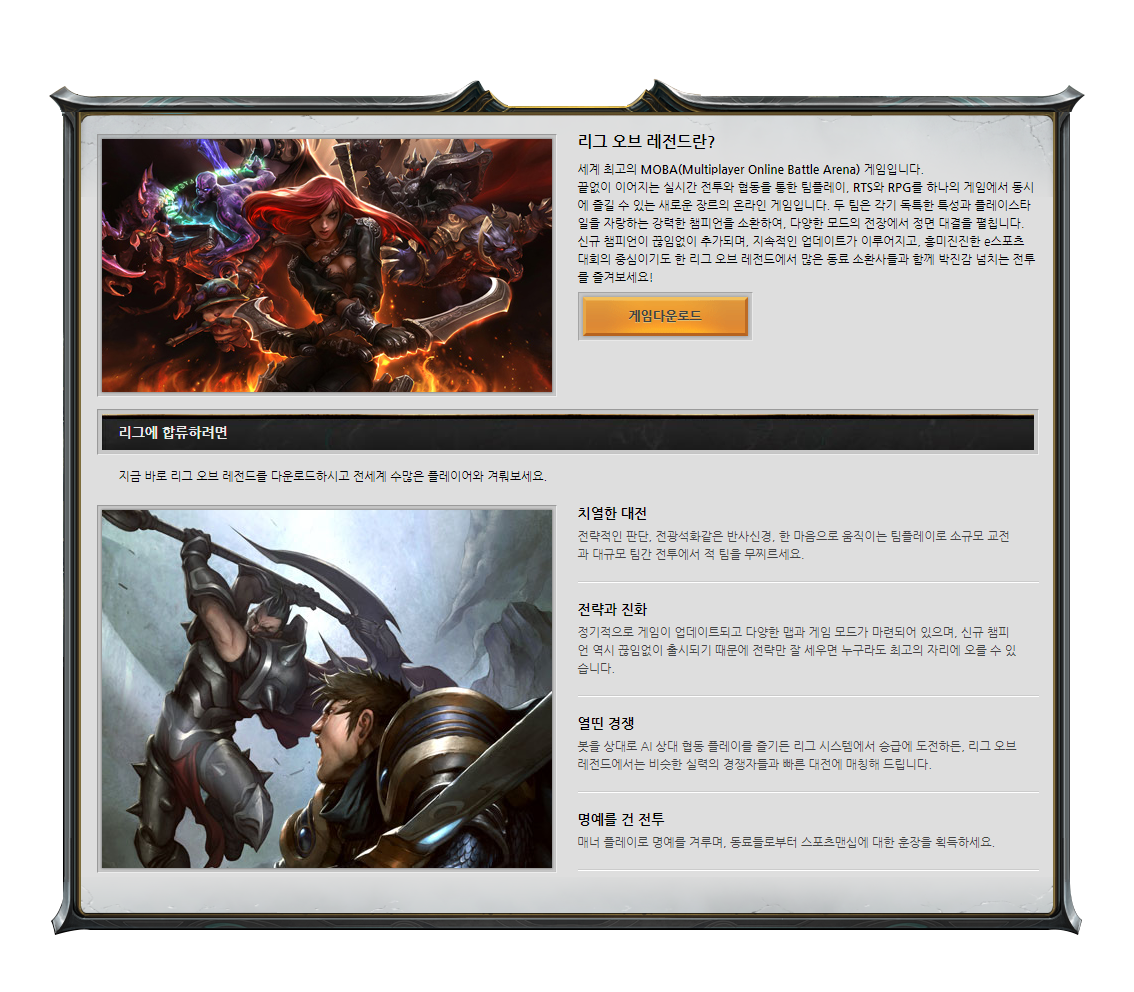 리그 오브 레전드란?
세계 최고의 MOBA(Multiplayer Online Battle Arena) 게임입니다.
끝없이 이어지는 실시간 전투와 협동을 통한 팀플레이, RTS와 RPG를 하나의 게임에서 동시
에 즐길 수 있는 새로운 장르의 온라인 게임입니다. 두 팀은 각기 독특한 특성과 플레이스타
일을 자랑하는 강력한 챔피언을 소환하여, 다양한 모드의 전장에서 정면 대결을 펼칩니다.
신규 챔피언이 끊임없이 추가되며, 지속적인 업데이트가 이루어지고, 흥미진진한 e스포츠
대회의 중심이기도 한 리그 오브 레전드에서 많은 동료 소환사들과 함께 박진감 넘치는 전투
를 즐겨보세요!
게임다운로드
리그에 합류하려면
지금 바로 리그 오브 레전드를 다운로드하시고 전세계 수많은 플레이어와 겨뤄보세요.
치열한 대전
전략적인 판단, 전광석화같은 반사신경, 한 마음으로 움직이는 팀플레이로 소규모 교전
과 대규모 팀간 전투에서 적 팀을 무찌르세요.
전략과 진화
정기적으로 게임이 업데이트되고 다양한 맵과 게임 모드가 마련되어 있으며, 신규 챔피
언 역시 끊임없이 출시되기 때문에 전략만 잘 세우면 누구라도 최고의 자리에 오를 수 있
습니다.
열띤 경쟁
봇을 상대로 AI 상대 협동 플레이를 즐기든 리그 시스템에서 승급에 도전하든, 리그 오브
레전드에서는 비슷한 실력의 경쟁자들과 빠른 대전에 매칭해 드립니다.
명예를 건 전투
매너 플레이로 명예를 겨루며, 동료들로부터 스포츠맨십에 대한 훈장을 획득하세요.